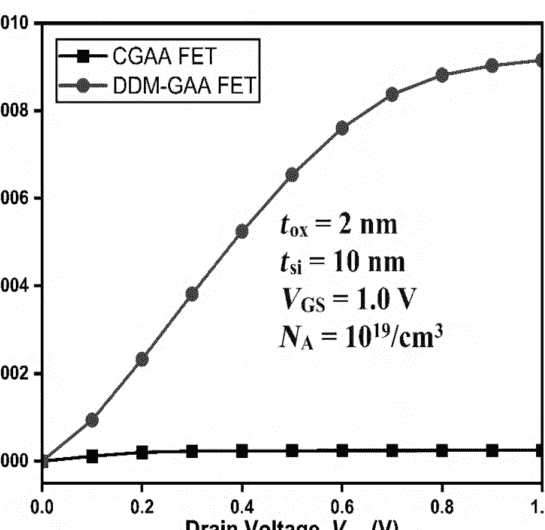 010
CGAA FET
DDM-GAA FET
008
006
tox = 2 nm
tsi = 10 nm
VGS = 1.0 V
NA = 10¹⁹/cm³
004
002
000
0.0 0.2 0.4 0.6 0.8 1.
Drain Voltage, V (V)